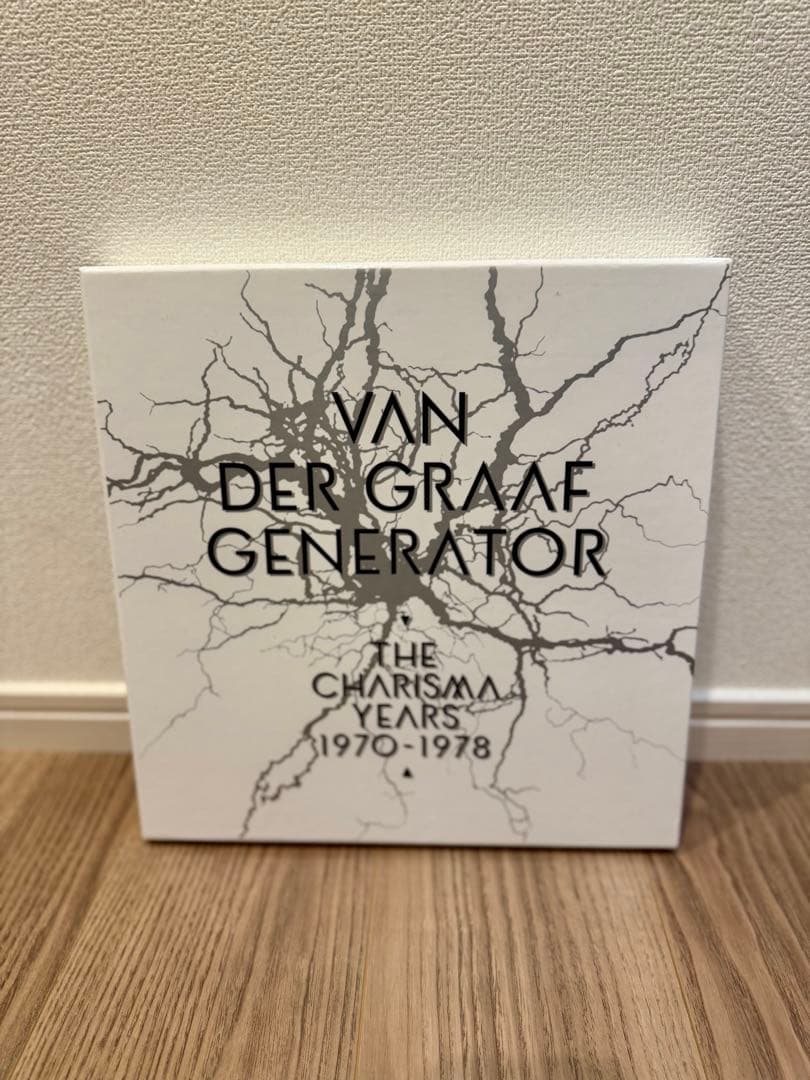 VAN
DER GRAAF
GENERATOR
THE
CHARISMA
YEARS
1970-1978